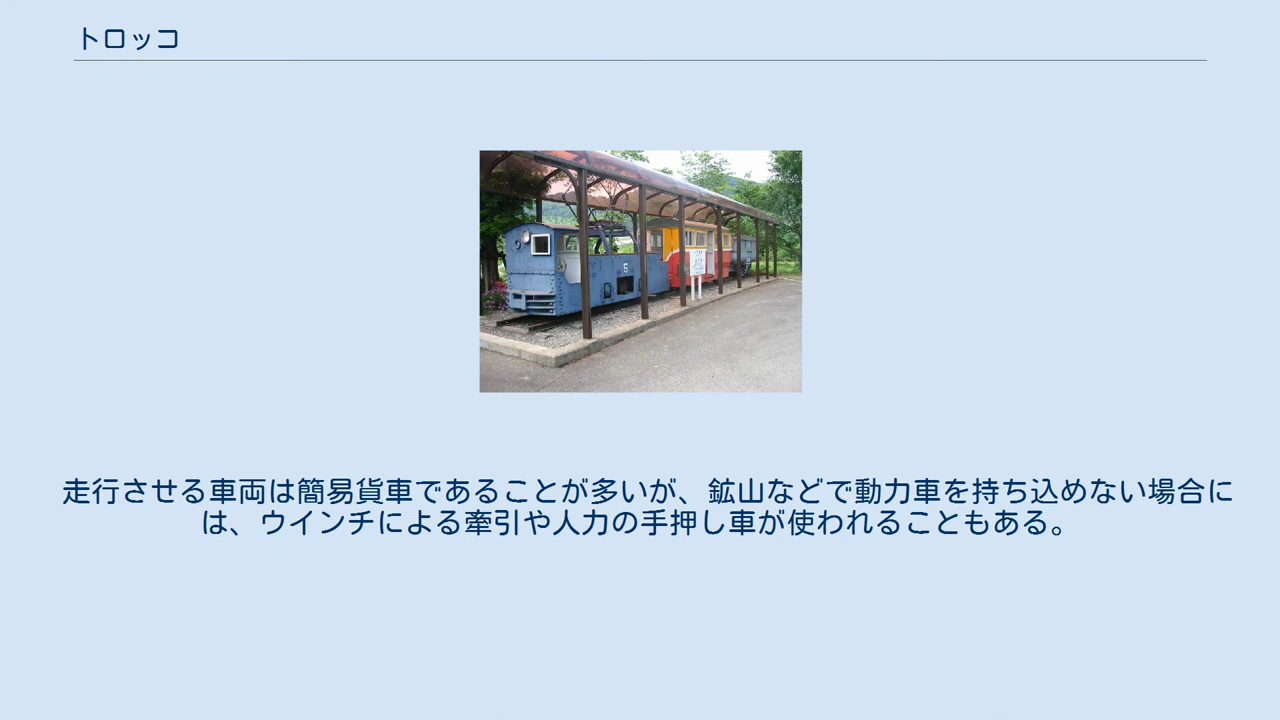 トロッコ
5
走行させる車両は簡易貨車であることが多いが、鉱山などで動力車を持ち込めない場合に
は、ウインチによる牽引や人力の手押し車が使われることもある。